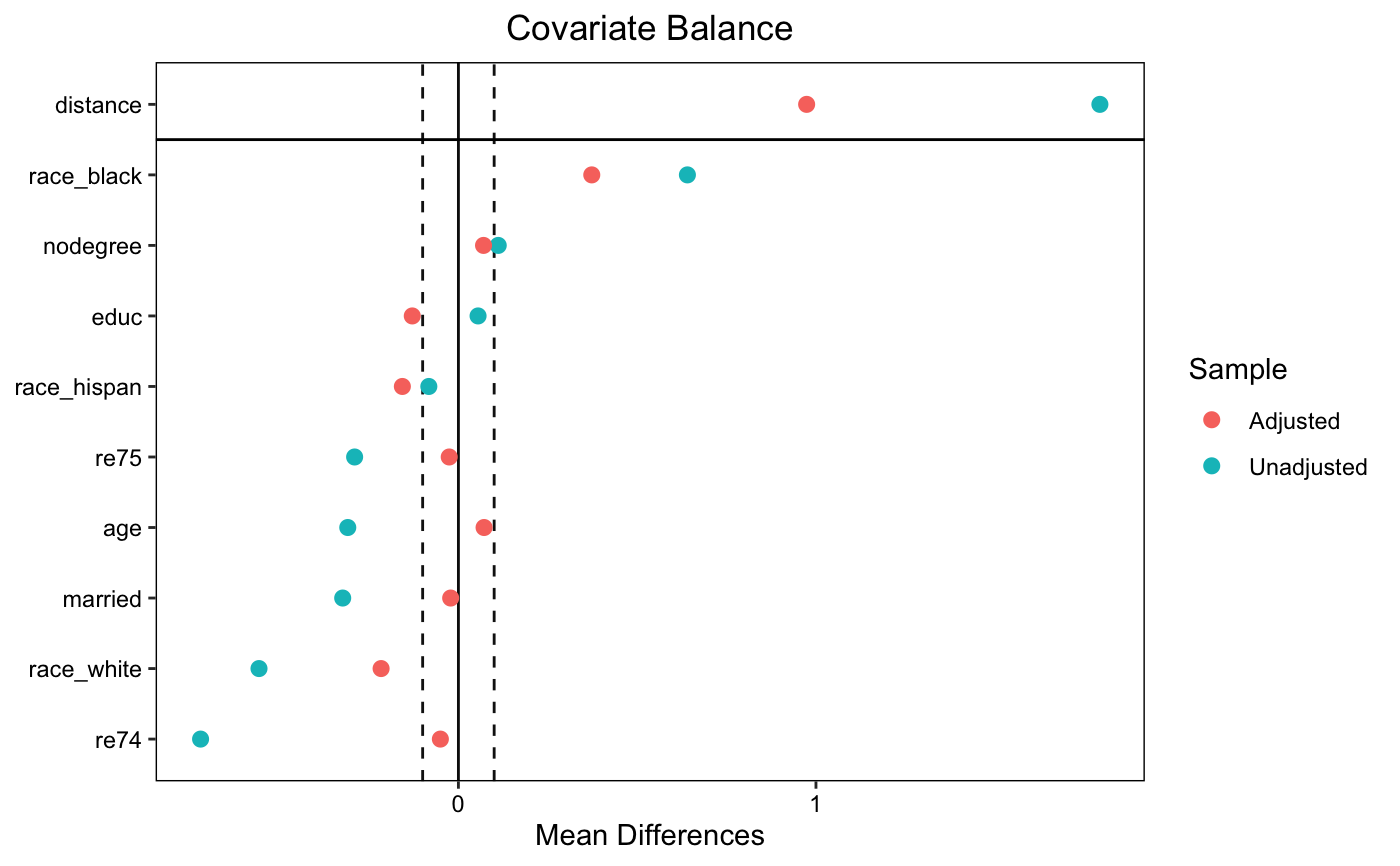 Covariate Balance
distance
race_black
nodegree
educ
race_hispan
re75
age
married
race_white
re74
0
1
Mean Differences
Sample
Adjusted
Unadjusted